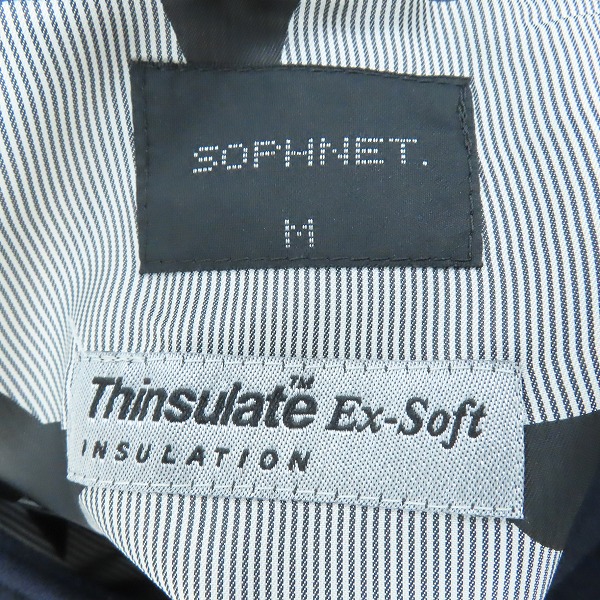 SOPHNET.
M
Thinsulate™ Ex-Soft
INSULATION